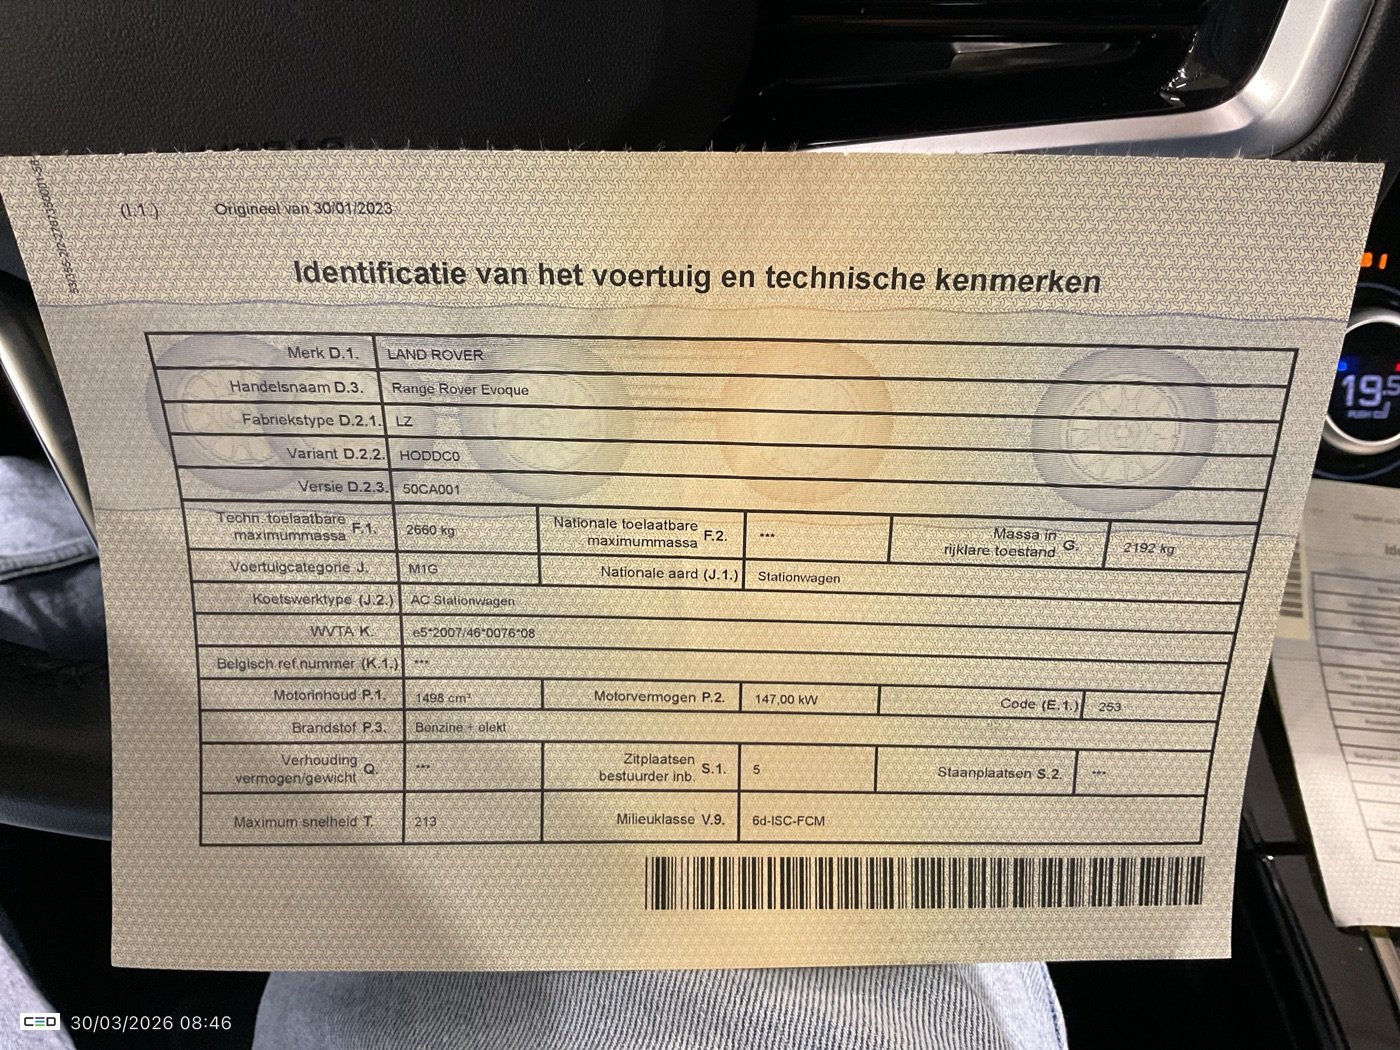 (I.1.) Origineel van 30/01/2023
Identificatie van het voertuig en technische kenmerken
Merk D.1. LAND ROVER
Handelsnaam D.3. Range Rover Evoque
Fabriekstype D.2.1. LZ
Variant D.2.2. HODDC0
Versie D.2.3. 50CA001
Techn. toelaatbare maximummassa F.1. 2660 kg Nationale toelaatbare maximummassa F.2. *** Massa in rijklare toestand G. 2192 kg
Voertuigcategorie J. M1G Nationale aard (J.1.) Stationwagen
Koetswerktype (J.2.) AC Stationwagen
WVTA K. e5*2007/46*0076*08
Belgisch ref.nummer (K.1.) ***
Motorinhoud P.1. 1498 cm³ Motorvermogen P.2. 147,00 kW Code (E.1.) 253
Brandstof P.3. Benzine + elekt
Verhouding vermogen/gewicht Q. *** Zitplaatsen bestuurder inb. S.1. 5 Staanplaatsen S.2. ***
Maximum snelheid T. 213 Milieuklasse V.9. 6d-ISC-FCM
19.5
PUSH
CED 30/03/2026 08:46